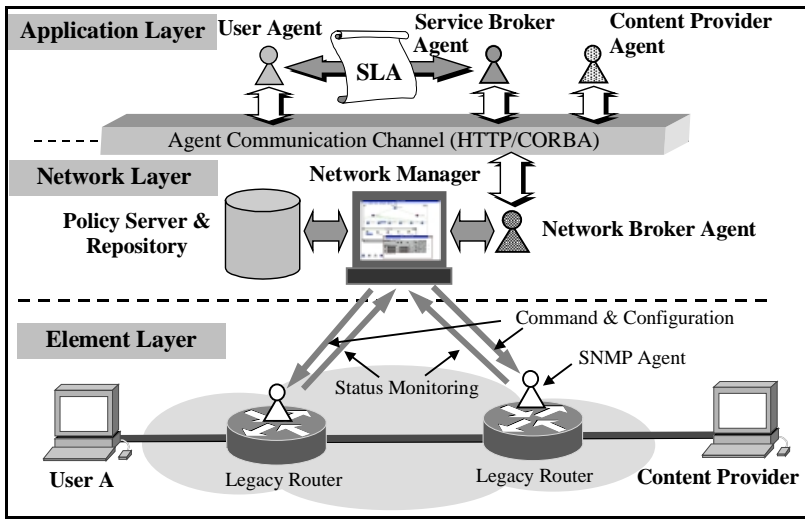 Application Layer
User Agent
Service Broker
Agent
Content Provider
Agent
SLA
Agent Communication Channel (HTTP/CORBA)
Network Layer
Network Manager
Policy Server &
Repository
Network Broker Agent
Element Layer
Command & Configuration
SNMP Agent
Status Monitoring
User A
Legacy Router
Legacy Router
Content Provider